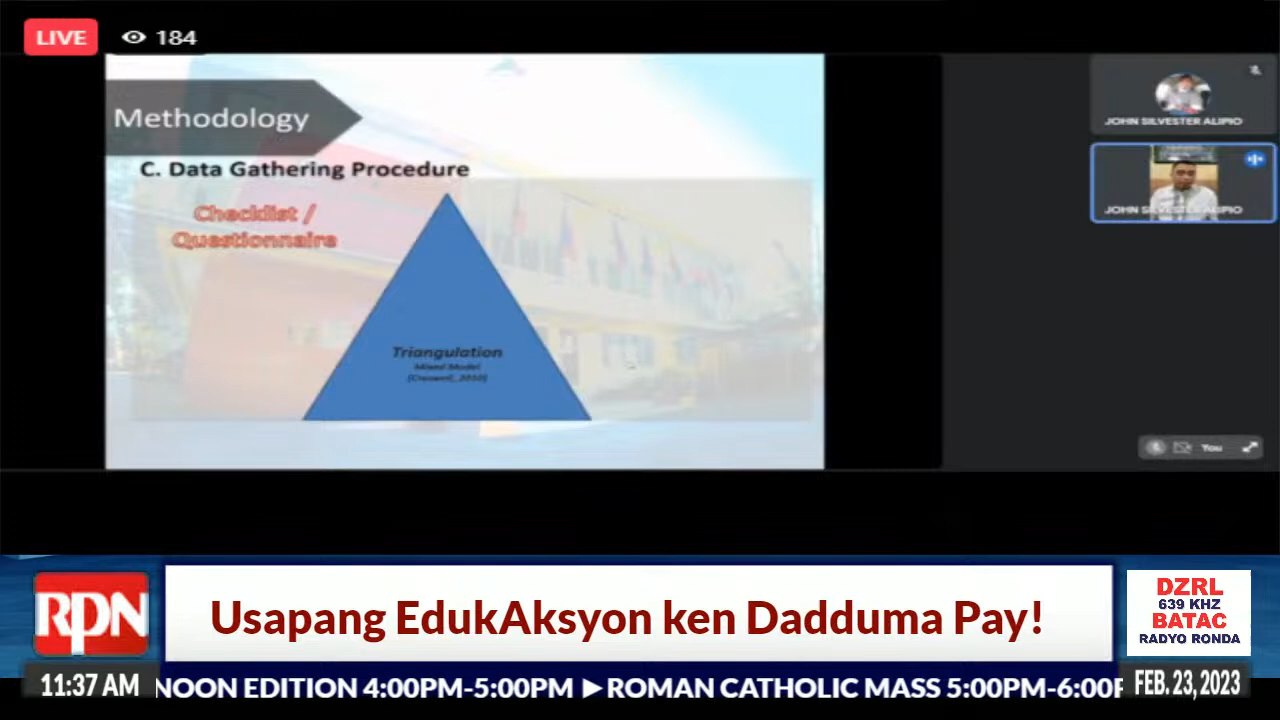 LIVE 184
Methodology
C. Data Gathering Procedure
Checklist /
Questionnaire
Triangulation
Mixed Model
JOHN SILVESTER ALIPIO
JOHN SILVESTER ALIPIO
You
RPN
Usapang EdukAksyon ken Dadduma Pay!
DZRL
639 KHZ
BATAC
RADYO RONDA
11:37 AM
NOON EDITION 4:00PM-5:00PM ►ROMAN CATHOLIC MASS 5:00PM-6:00P
FEB. 23, 2023